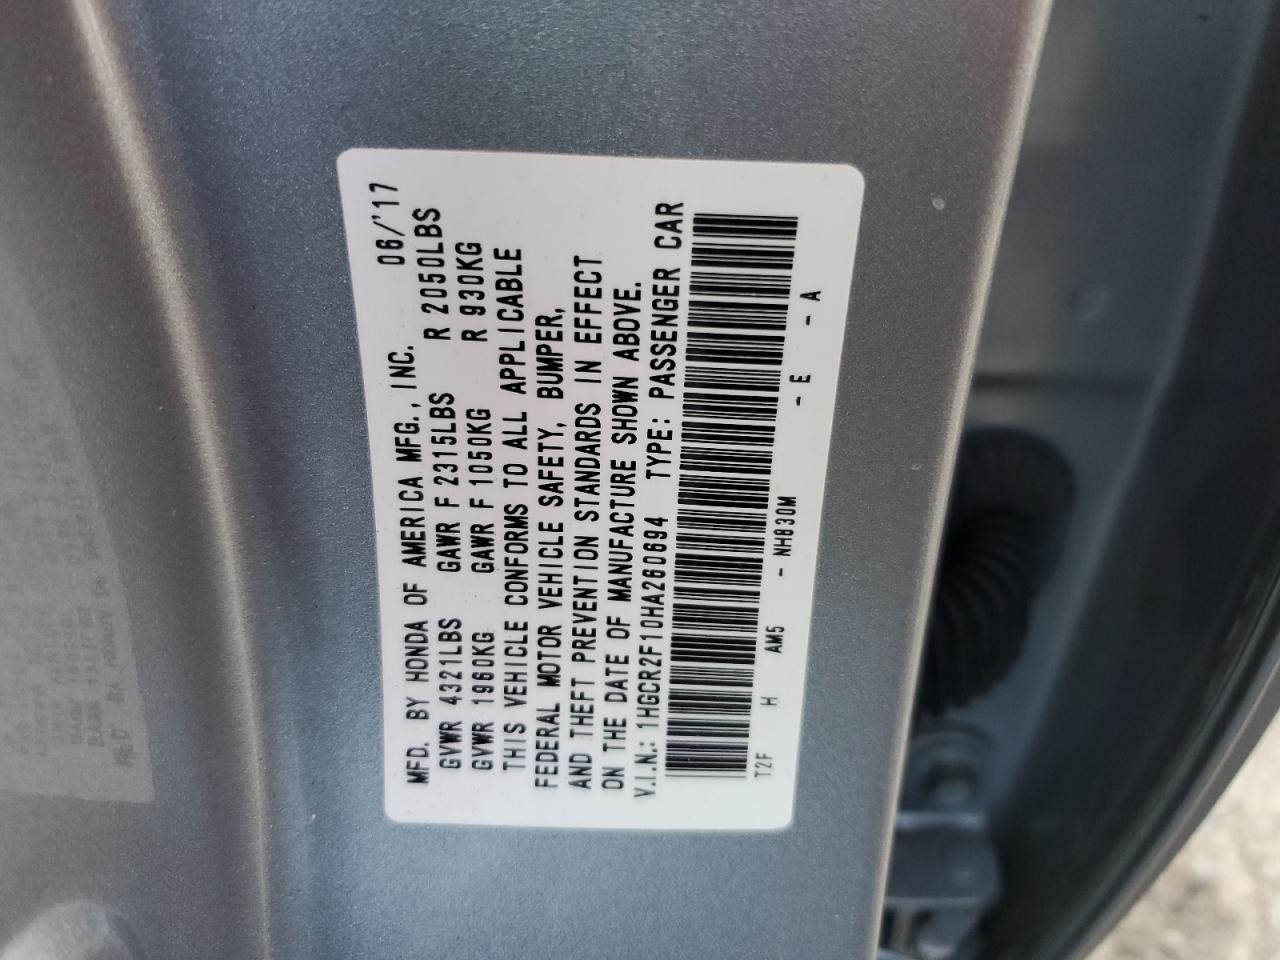 MFD. BY HONDA OF AMERICA MFG., INC. 06/'17
GVWR 4321LBS GAWR F 2315LBS R 2050LBS
GVWR 1960KG GAWR F 1050KG R 930KG
THIS VEHICLE CONFORMS TO ALL APPLICABLE
FEDERAL MOTOR VEHICLE SAFETY, BUMPER,
AND THEFT PREVENTION STANDARDS IN EFFECT
ON THE DATE OF MANUFACTURE SHOWN ABOVE.
V.I.N.: 1HGCR2F10HA260694 TYPE: PASSENGER CAR
T2F H AM5 - NH830M - E - A